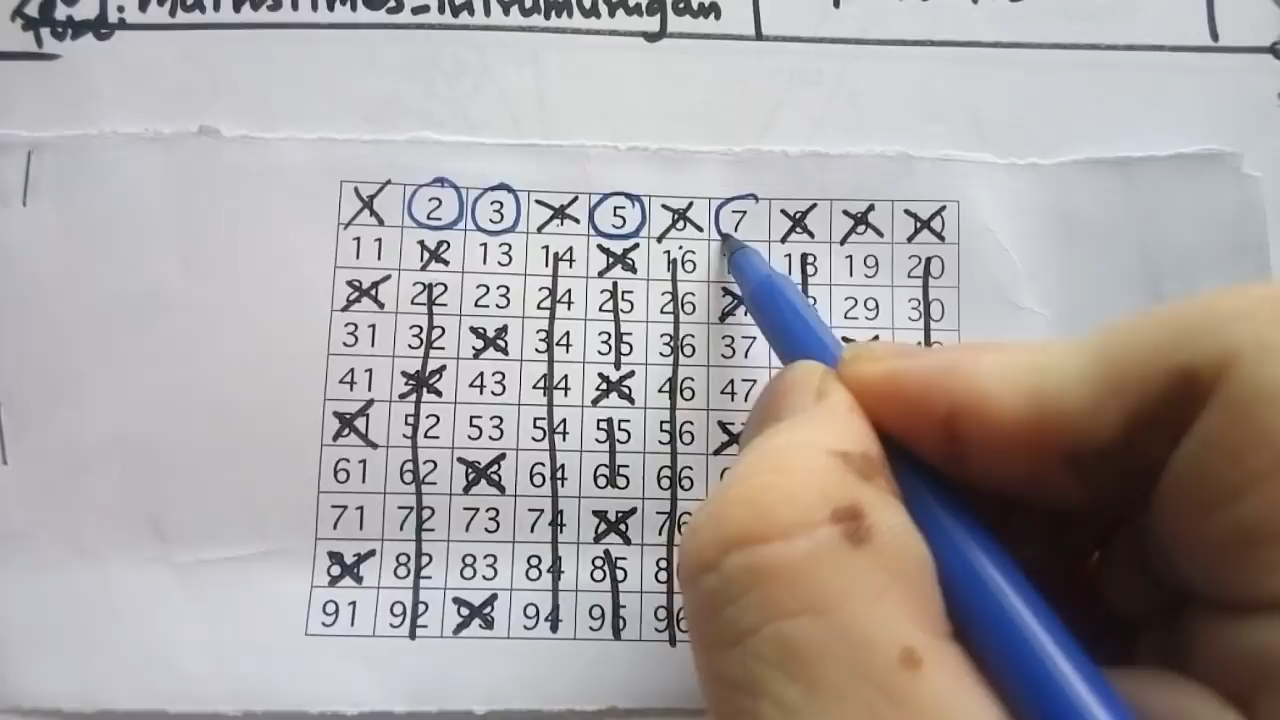 Mathstimes-intrumurugan
1 2 3 4 5 6 7 8 9 10
11 12 13 14 15 16 18 19 20
21 22 23 24 25 26 27 29 30
31 32 33 34 35 36 37
41 42 43 44 45 46 47
51 52 53 54 55 56
61 62 63 64 65 66
71 72 73 74 75 76
81 82 83 84 85
91 92 93 94 95 96